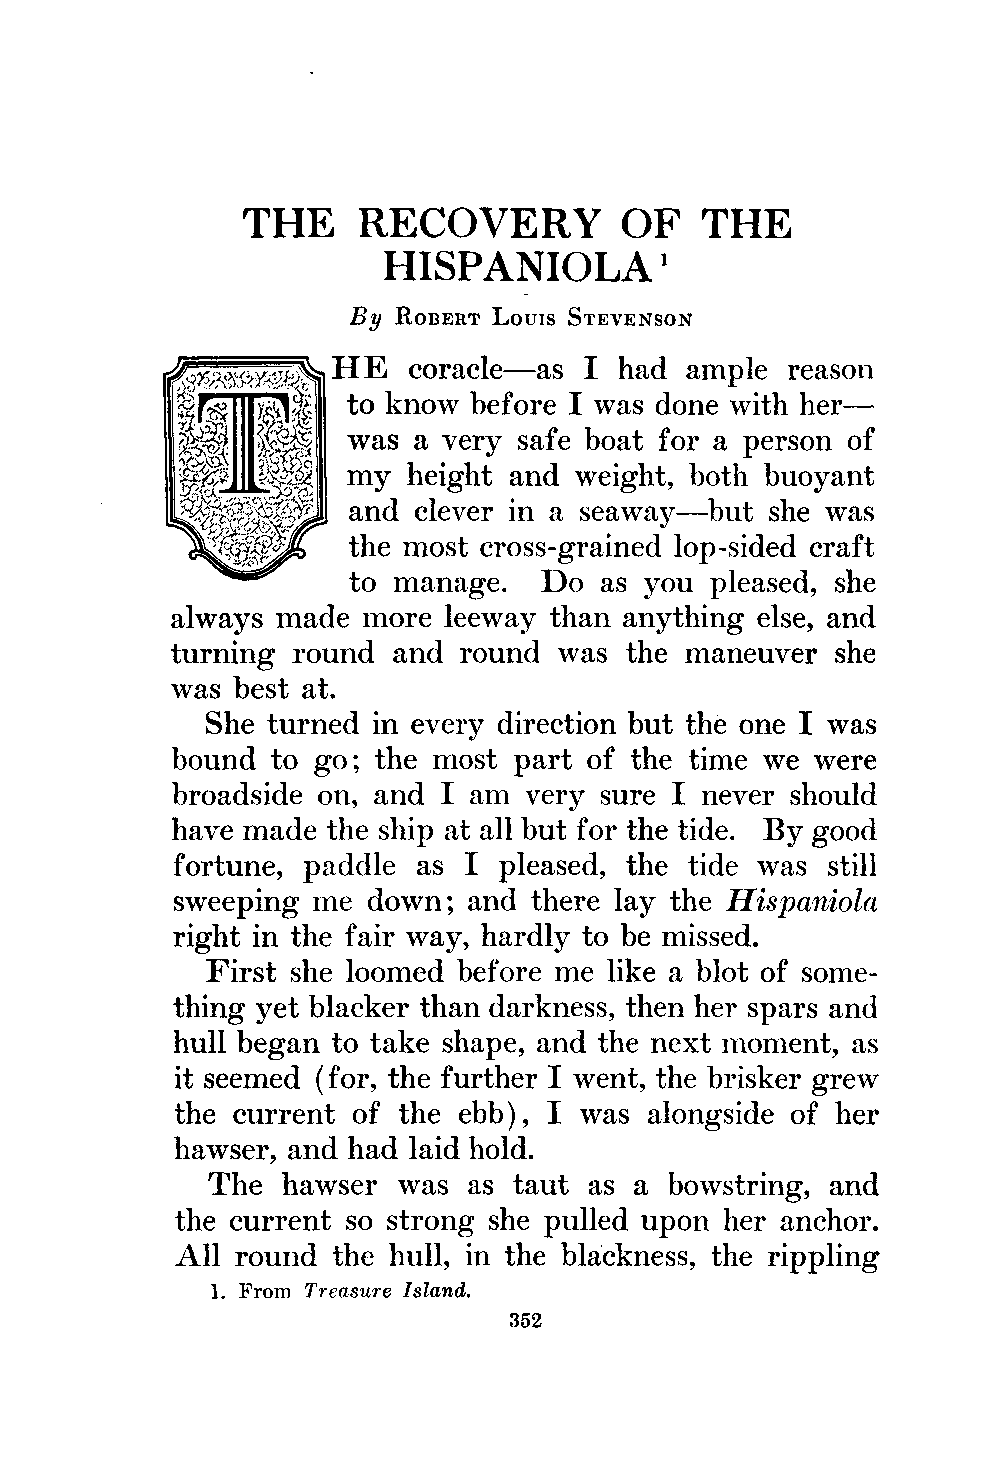 THE RECOVERY OF THE
HISPANIOLA¹
By ROBERT LOUIS STEVENSON
THE coracle—as I had ample reason
to know before I was done with her—
was a very safe boat for a person of
my height and weight, both buoyant
and clever in a seaway—but she was
the most cross-grained lop-sided craft
to manage. Do as you pleased, she
always made more leeway than anything else, and
turning round and round was the maneuver she
was best at.
She turned in every direction but the one I was
bound to go; the most part of the time we were
broadside on, and I am very sure I never should
have made the ship at all but for the tide. By good
fortune, paddle as I pleased, the tide was still
sweeping me down; and there lay the Hispaniola
right in the fair way, hardly to be missed.
First she loomed before me like a blot of some-
thing yet blacker than darkness, then her spars and
hull began to take shape, and the next moment, as
it seemed (for, the further I went, the brisker grew
the current of the ebb), I was alongside of her
hawser, and had laid hold.
The hawser was as taut as a bowstring, and
the current so strong she pulled upon her anchor.
All round the hull, in the blackness, the rippling
1. From Treasure Island.
352